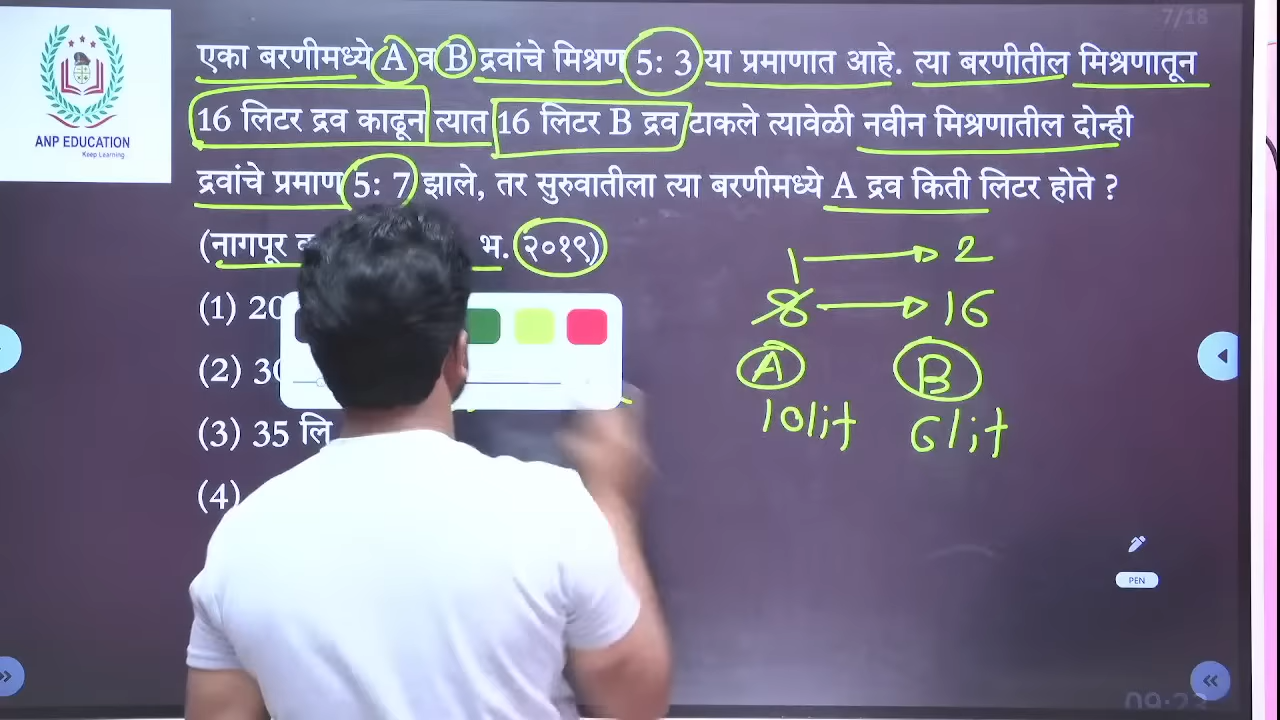 7/18
ANP EDUCATION
Keep Learning
एका बरणीमध्ये A व B द्रवांचे मिश्रण 5: 3 या प्रमाणात आहे. त्या बरणीतील मिश्रणातून
16 लिटर द्रव काढून त्यात 16 लिटर B द्रव टाकले त्यावेळी नवीन मिश्रणातील दोन्ही
द्रवांचे प्रमाण 5: 7 झाले, तर सुरुवातीला त्या बरणीमध्ये A द्रव किती लिटर होते ?
(नागपूर भ. २०१९)
1 2
(1) 20
8 16
(2) 30
A B
(3) 35 लि
10lit 6lit
(4)
PEN
09:23